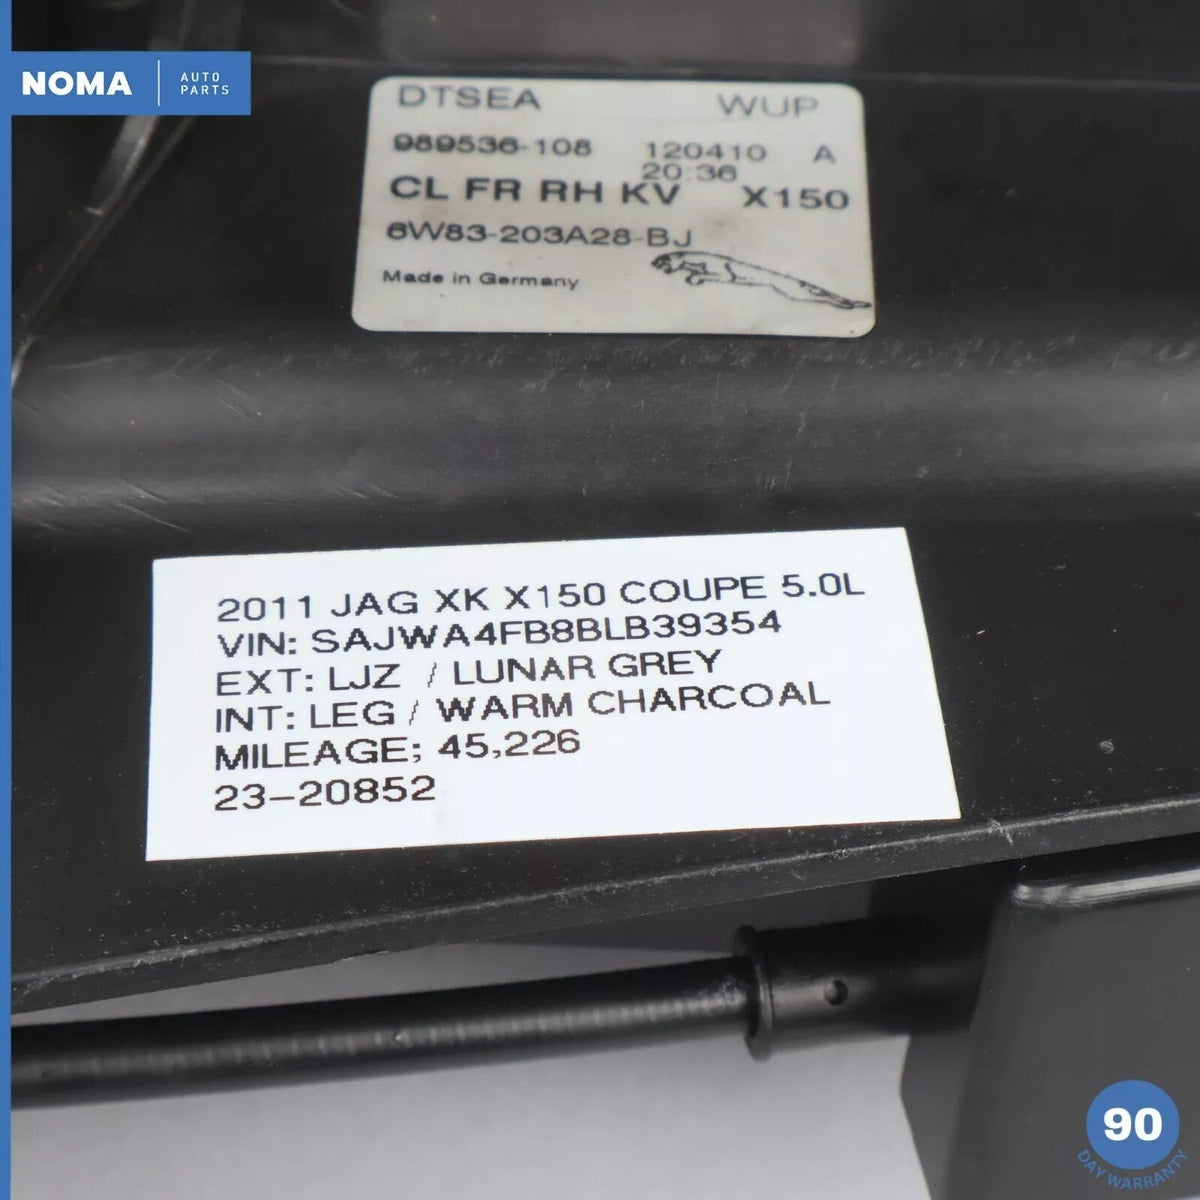 NOMA
AUTO
PARTS
DTSEA WUP
989536-108 120410 A
20:36
CL FR RH KV X150
6W83-203A28-BJ
Made in Germany
2011 JAG XK X150 COUPE 5.0L
VIN: SAJWA4FB8BLB39354
EXT: LJZ / LUNAR GREY
INT: LEG / WARM CHARCOAL
MILEAGE; 45,226
23-20852
90
DAY WARRANTY